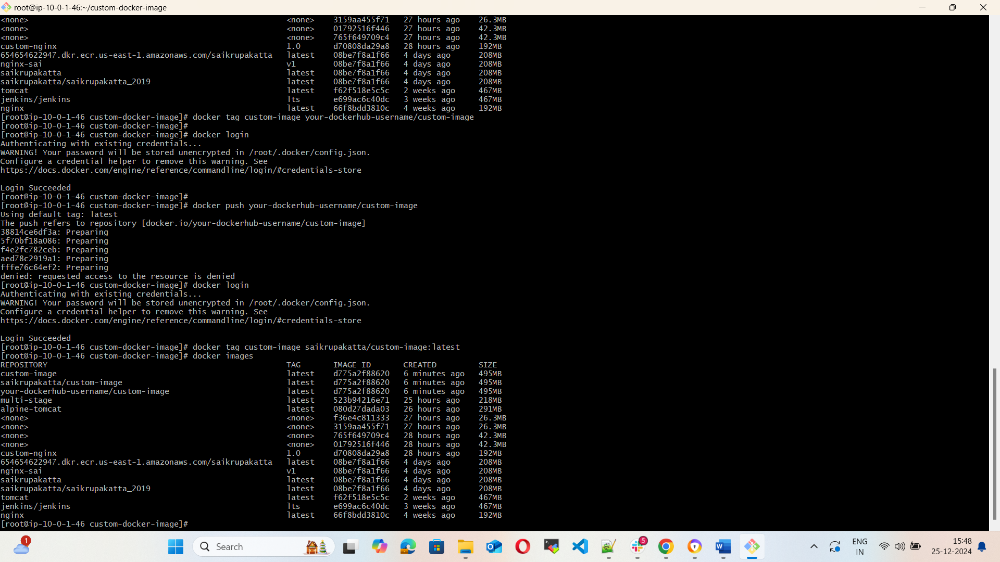 root@ip-10-0-1-46:~/custom-docker-image
<none> <none> 3159aa455f71 27 hours ago 26.3MB
<none> <none> 01792516f446 27 hours ago 42.3MB
<none> <none> 765f649709c4 27 hours ago 42.3MB
custom-nginx 1.0 d70808da29a8 28 hours ago 192MB
654654622947.dkr.ecr.us-east-1.amazonaws.com/saikrupakatta latest 08be7f8a1f66 4 days ago 208MB
nginx-sai v1 08be7f8a1f66 4 days ago 208MB
saikrupakatta latest 08be7f8a1f66 4 days ago 208MB
saikrupakatta/saikrupakatta_2019 latest 08be7f8a1f66 4 days ago 208MB
tomcat latest f62f518e5c5c 2 weeks ago 467MB
jenkins/jenkins lts e699ac6c40dc 3 weeks ago 467MB
nginx latest 66f8bdd3810c 4 weeks ago 192MB
[root@ip-10-0-1-46 custom-docker-image]# docker tag custom-image your-dockerhub-username/custom-image
[root@ip-10-0-1-46 custom-docker-image]#
[root@ip-10-0-1-46 custom-docker-image]# docker login
Authenticating with existing credentials...
WARNING! Your password will be stored unencrypted in /root/.docker/config.json.
Configure a credential helper to remove this warning. See
https://docs.docker.com/engine/reference/commandline/login/#credentials-store
Login Succeeded
[root@ip-10-0-1-46 custom-docker-image]#
[root@ip-10-0-1-46 custom-docker-image]# docker push your-dockerhub-username/custom-image
Using default tag: latest
The push refers to repository [docker.io/your-dockerhub-username/custom-image]
38814ce6df3a: Preparing
5f70bf18a086: Preparing
f4e2fc782ceb: Preparing
aed78c2919a1: Preparing
fffe76c64ef2: Preparing
denied: requested access to the resource is denied
[root@ip-10-0-1-46 custom-docker-image]# docker login
Authenticating with existing credentials...
WARNING! Your password will be stored unencrypted in /root/.docker/config.json.
Configure a credential helper to remove this warning. See
https://docs.docker.com/engine/reference/commandline/login/#credentials-store
Login Succeeded
[root@ip-10-0-1-46 custom-docker-image]# docker tag custom-image saikrupakatta/custom-image:latest
[root@ip-10-0-1-46 custom-docker-image]# docker images
REPOSITORY TAG IMAGE ID CREATED SIZE
custom-image latest d775a2f88620 6 minutes ago 495MB
saikrupakatta/custom-image latest d775a2f88620 6 minutes ago 495MB
your-dockerhub-username/custom-image latest d775a2f88620 6 minutes ago 495MB
multi-stage latest 523b94216e71 25 hours ago 218MB
alpine-tomcat latest 080d27dada03 26 hours ago 291MB
<none> <none> f36e4c811333 27 hours ago 26.3MB
<none> <none> 3159aa455f71 27 hours ago 26.3MB
<none> <none> 765f649709c4 28 hours ago 42.3MB
<none> <none> 01792516f446 28 hours ago 42.3MB
custom-nginx 1.0 d70808da29a8 28 hours ago 192MB
654654622947.dkr.ecr.us-east-1.amazonaws.com/saikrupakatta latest 08be7f8a1f66 4 days ago 208MB
nginx-sai v1 08be7f8a1f66 4 days ago 208MB
saikrupakatta latest 08be7f8a1f66 4 days ago 208MB
saikrupakatta/saikrupakatta_2019 latest 08be7f8a1f66 4 days ago 208MB
tomcat latest f62f518e5c5c 2 weeks ago 467MB
jenkins/jenkins lts e699ac6c40dc 3 weeks ago 467MB
nginx latest 66f8bdd3810c 4 weeks ago 192MB
[root@ip-10-0-1-46 custom-docker-image]#
1
Search
5
ENG
IN
15:48
25-12-2024